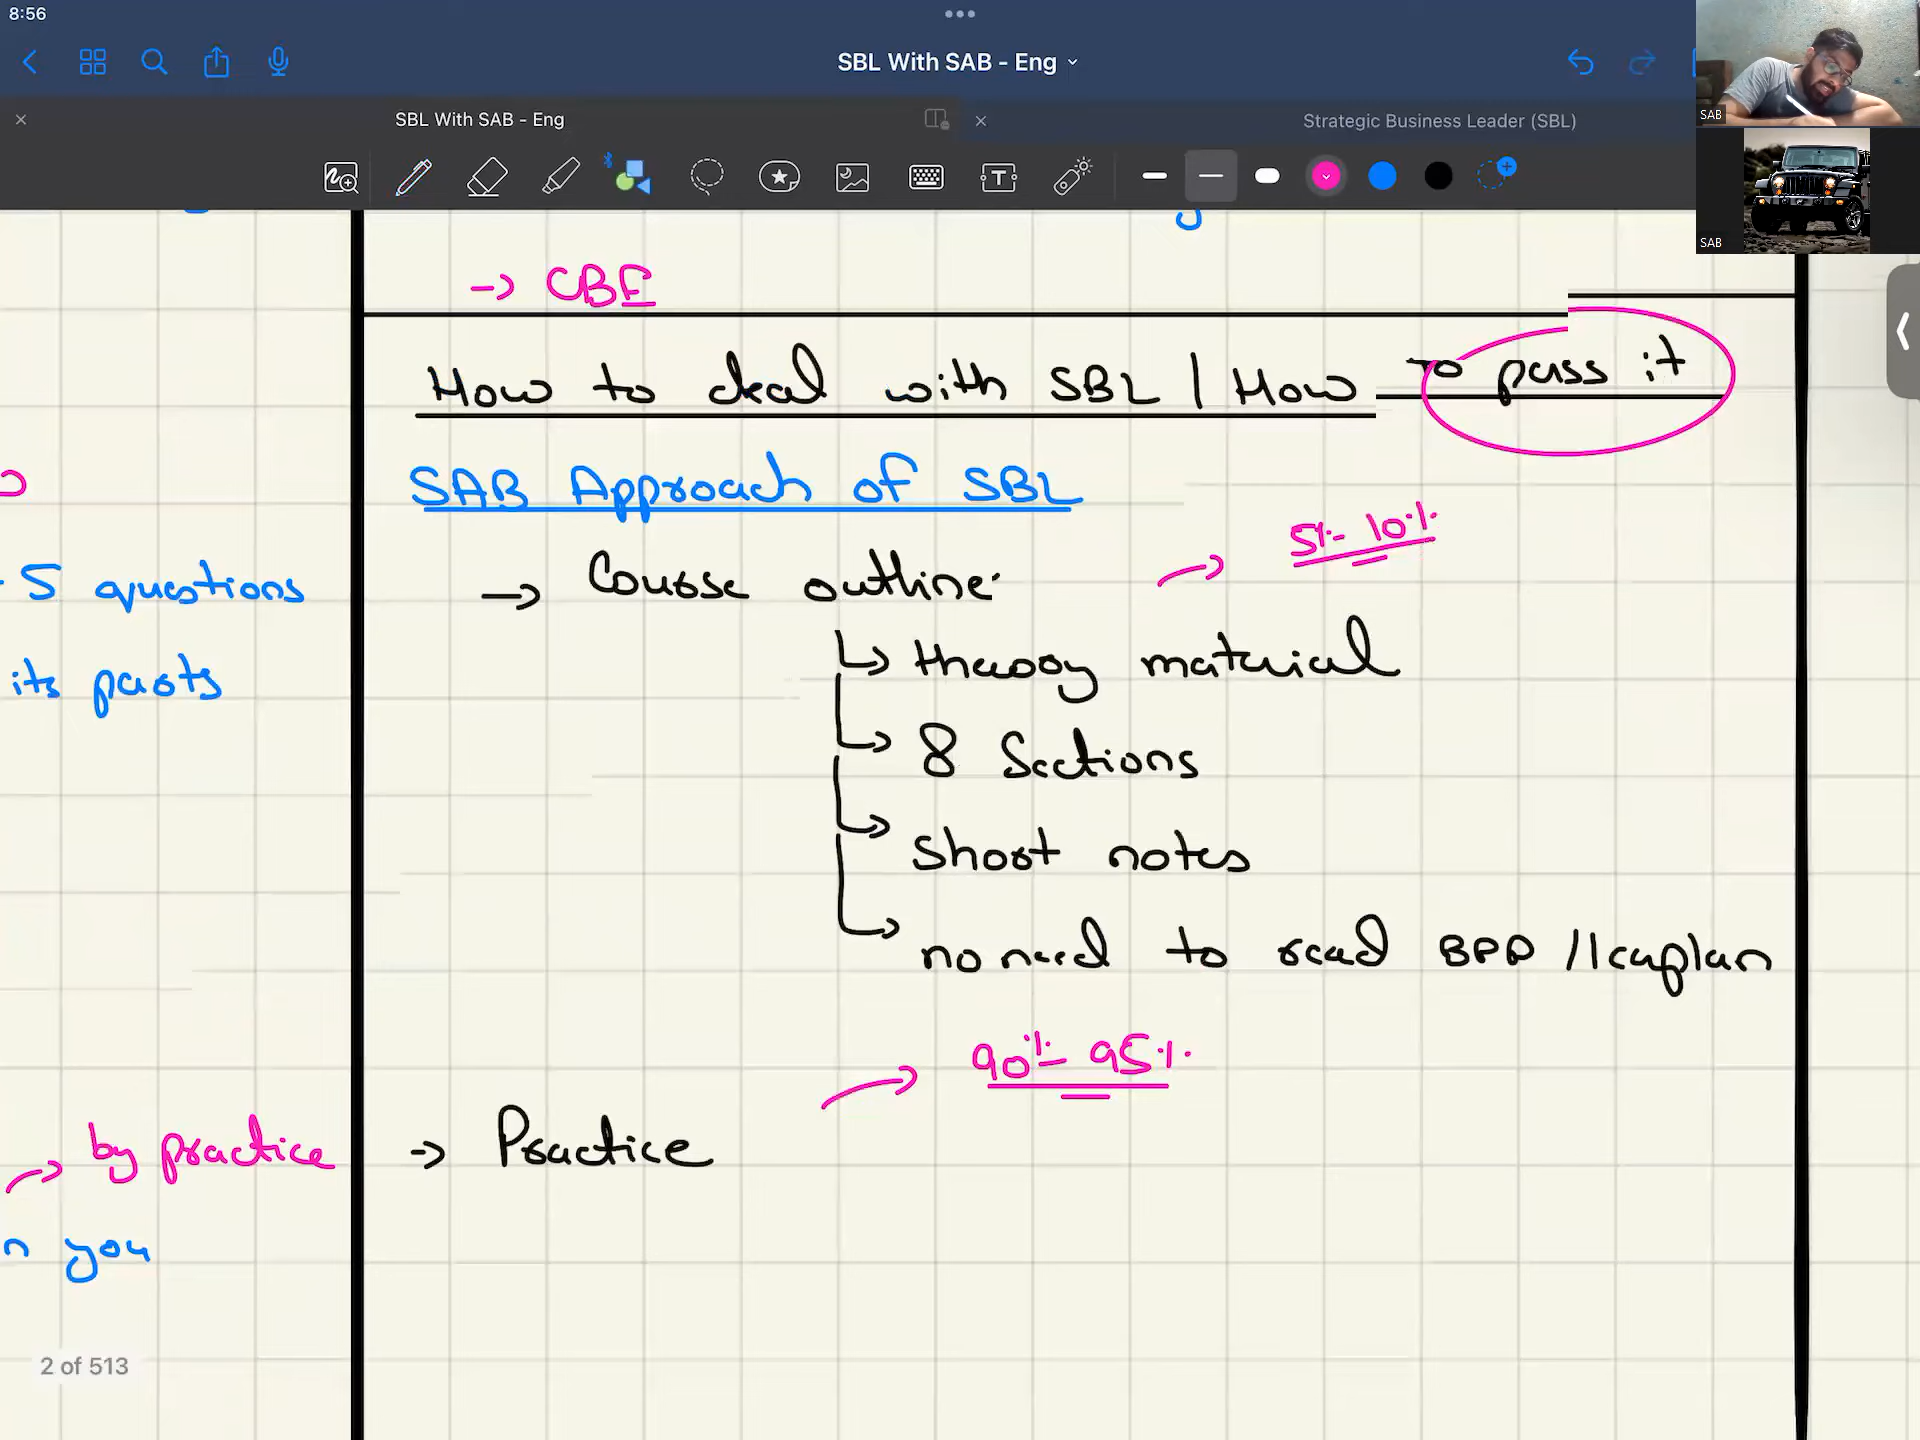 8:56
SBL With SAB - Eng
SBL With SAB - Eng
Strategic Business Leader (SBL)
SAB
SAB
→ CBE
How to deal with SBL / How to pass it
SAB Approach of SBL
5% - 10%
→ Course outline:
theory material
8 Sections
short notes
no need to read BPP / Kaplan
90% - 95%
→ Practice
5 questions
its parts
by practice
you
2 of 513